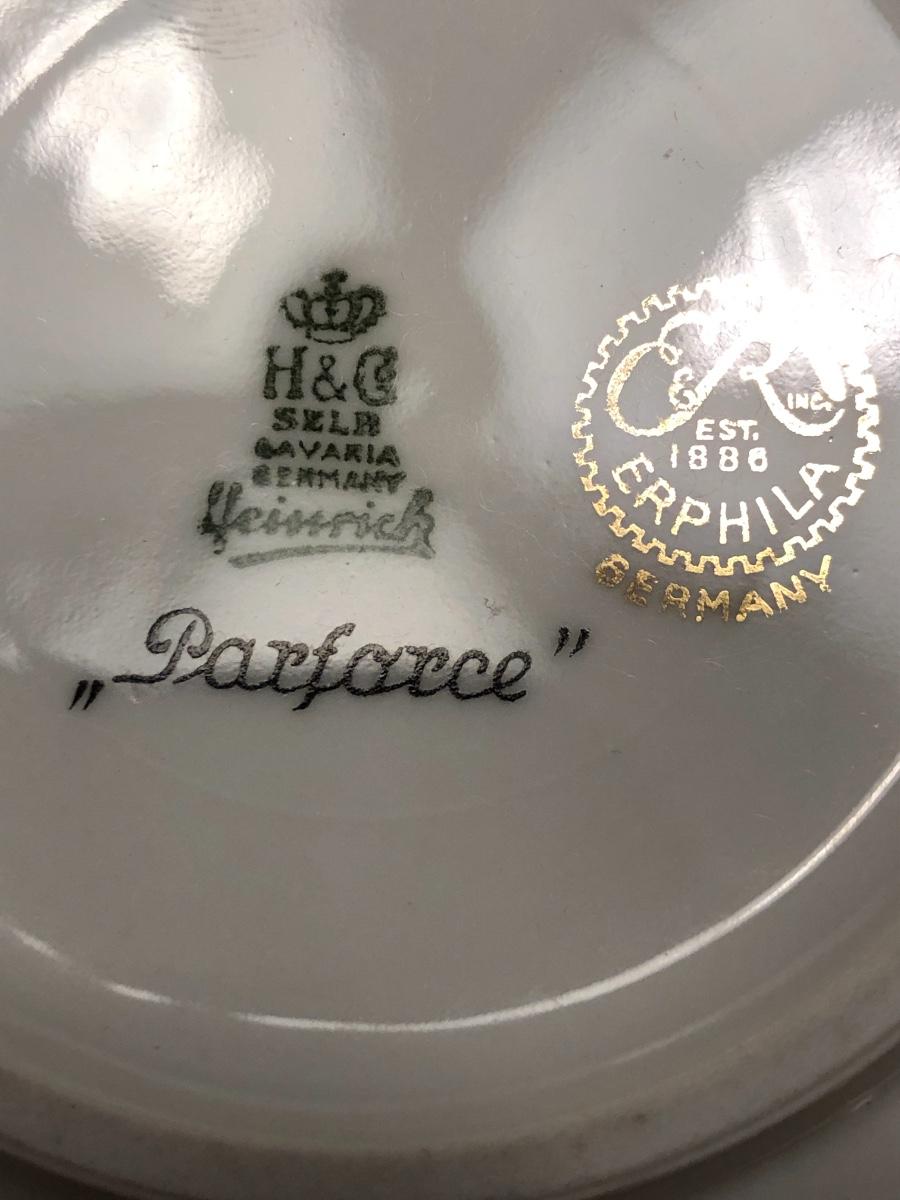 H&C
SELB
BAVARIA
GERMANY
Heinrich
„Parforce”
INC.
EST.
1886
ERPHILA
GERMANY